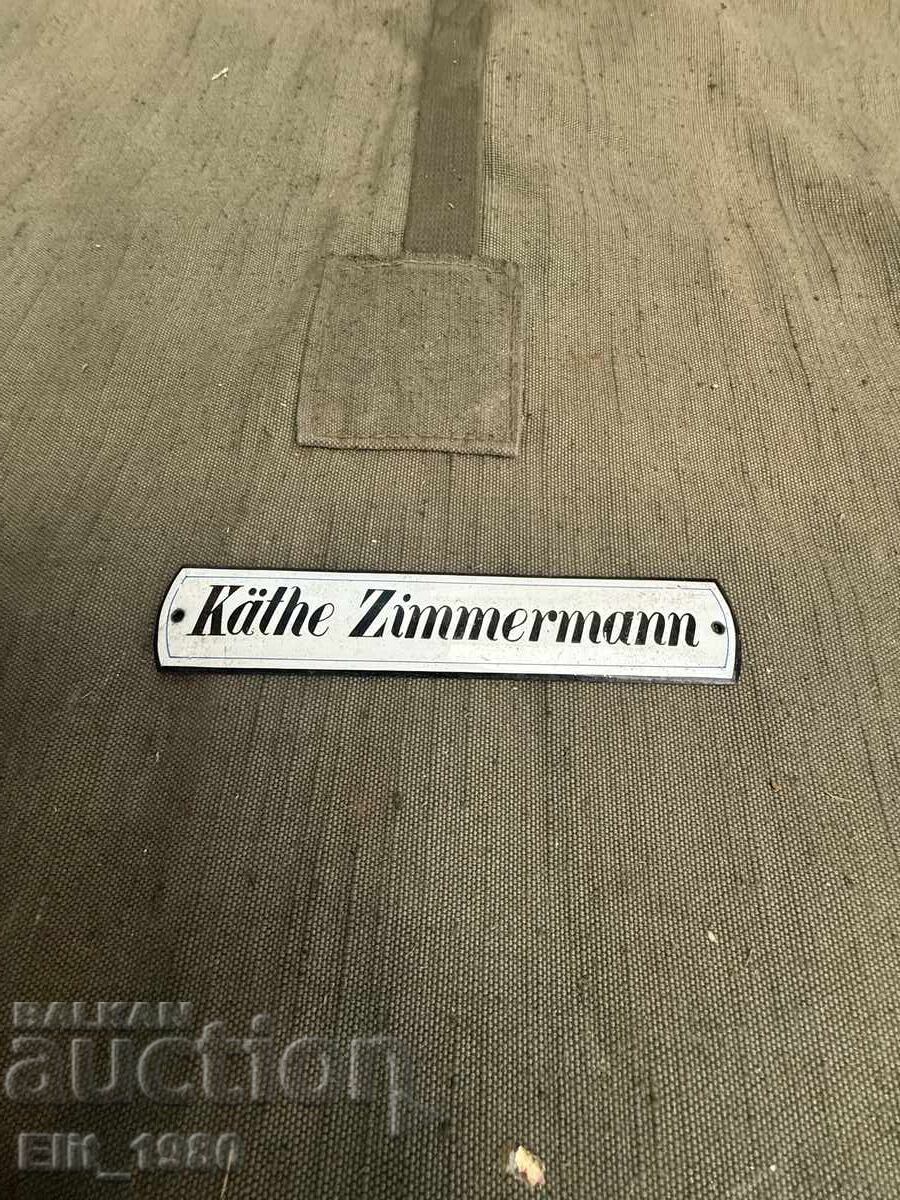 Käthe Zimmermann
BALKAN
auction
Elit_1980